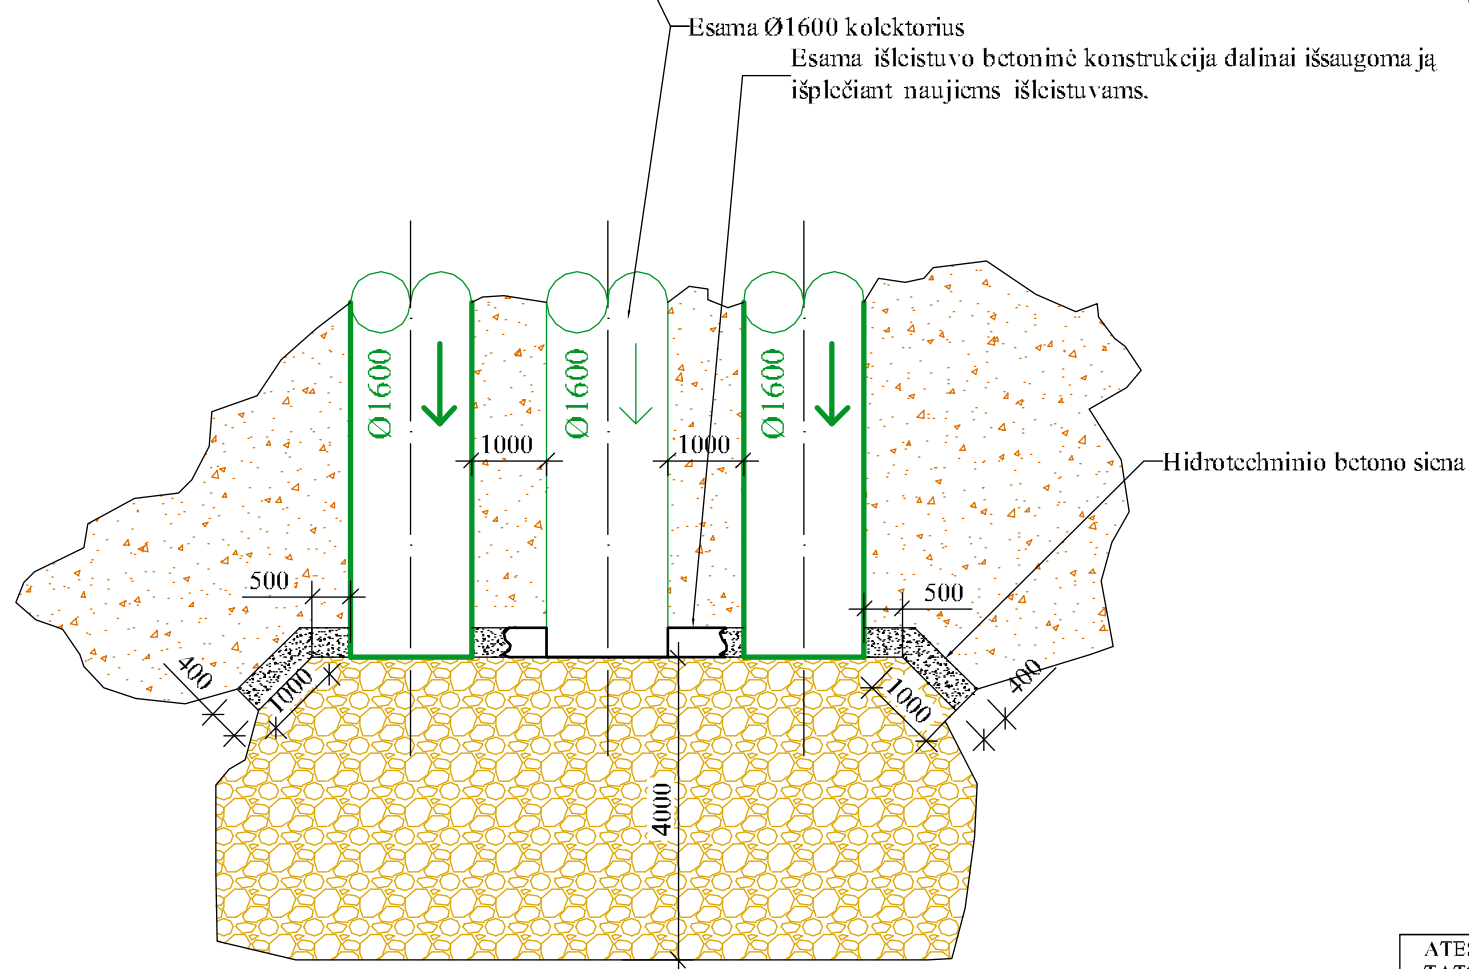 Esama Ø1600 kolektorius
Esama išleistuvo betoninė konstrukcija dalinai išsaugoma ją
išplečiant naujiems išleistuvams.
Ø1600
Ø1600
Ø1600
1000
1000
Hidrotechninio betono siena
500
500
400
1000
1000
400
4000